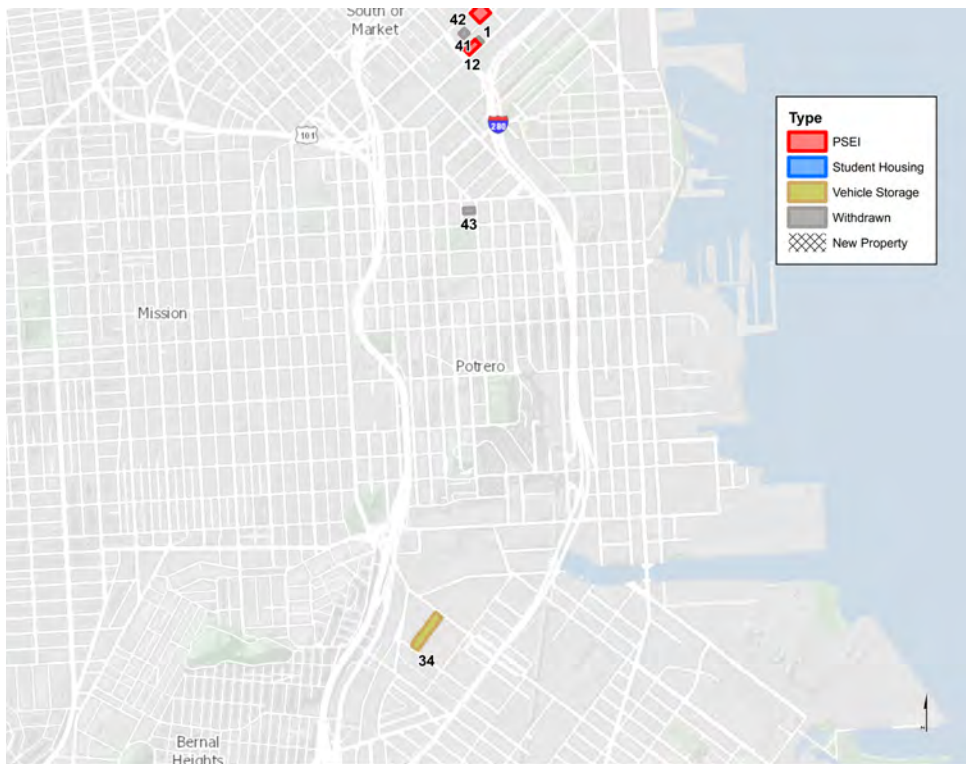 South of
Market
42
1
41
12
280
101
Type
PSEI
Student Housing
Vehicle Storage
Withdrawn
New Property
43
Mission
Potrero
34
Bernal
Heights